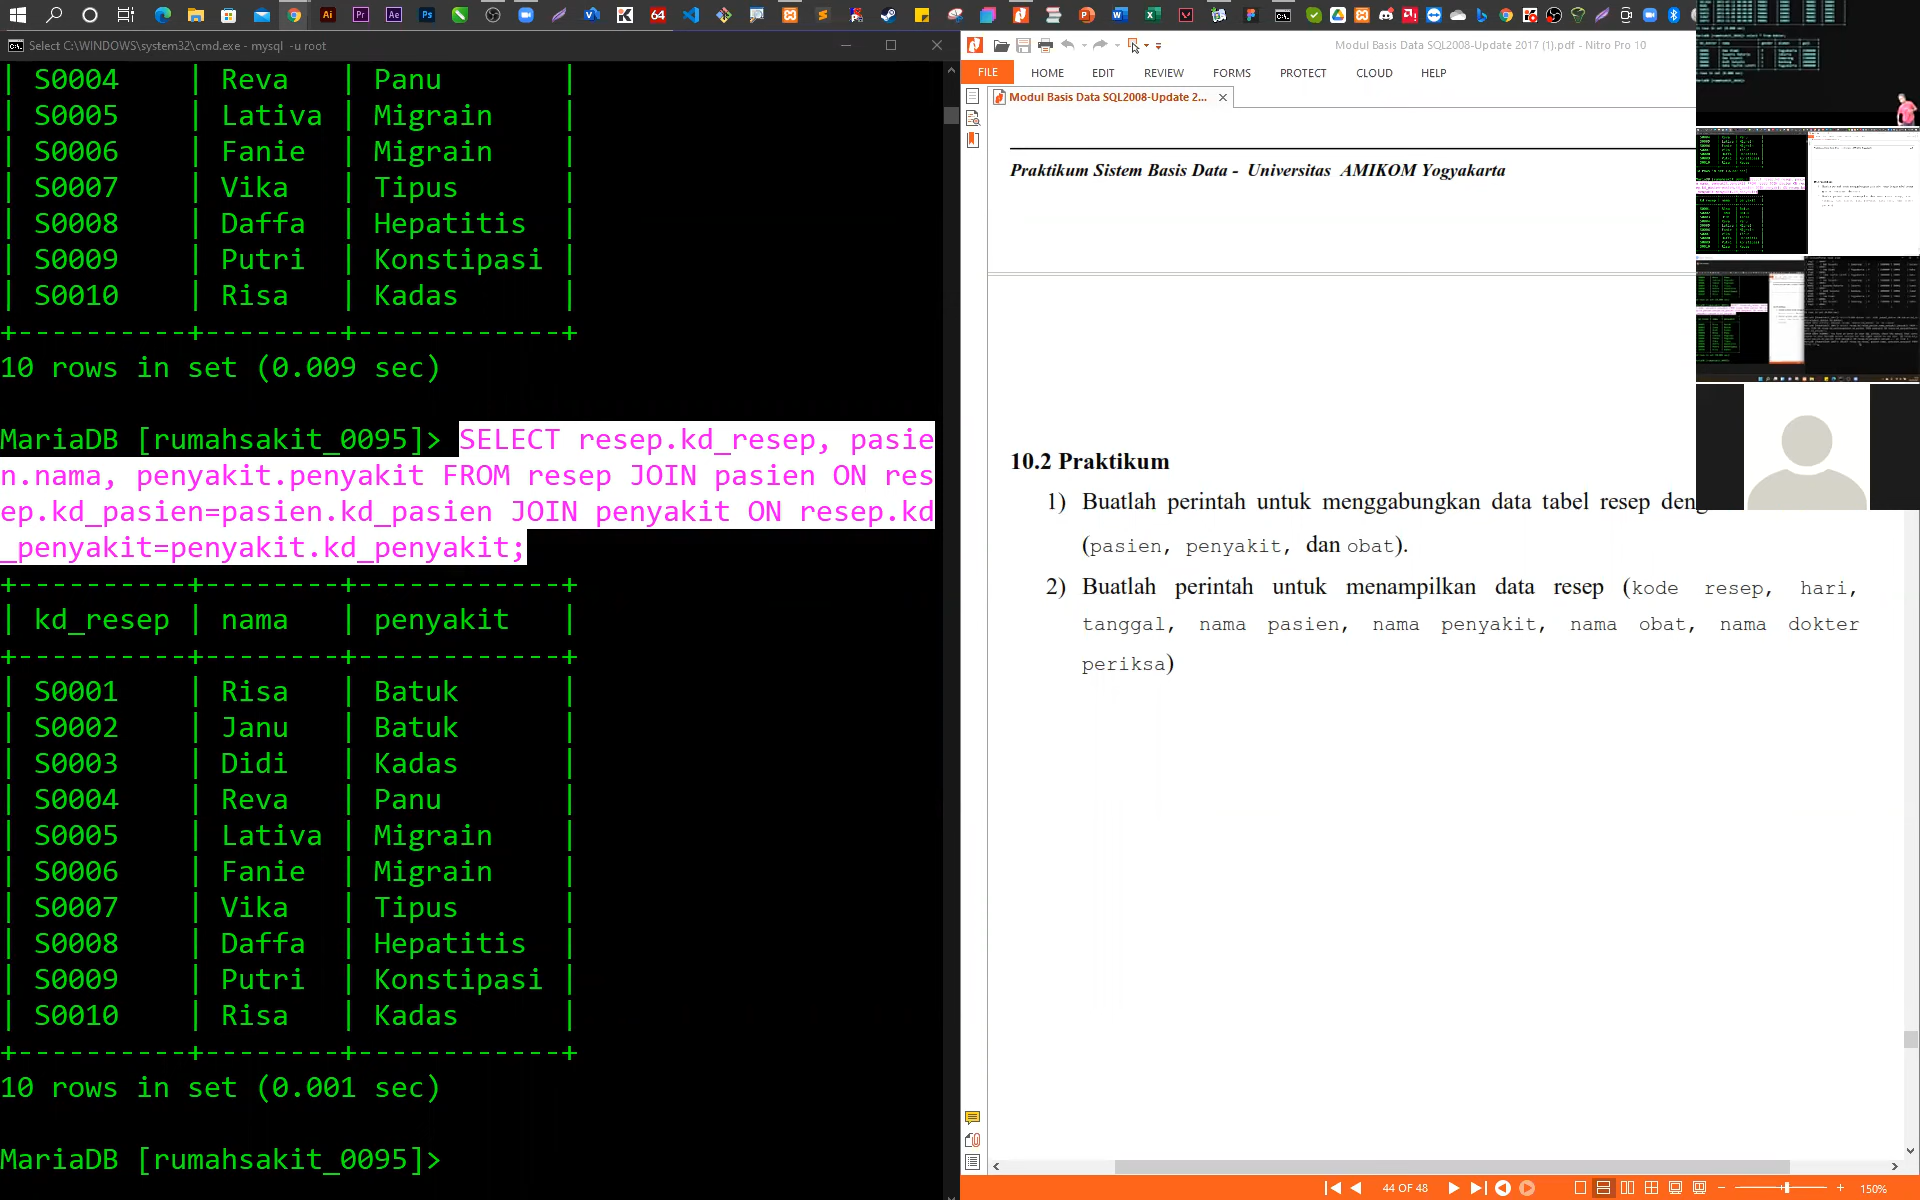 Select C:\WINDOWS\system32\cmd.exe - mysql -u root
| S0004    | Reva   | Panu       |
| S0005    | Lativa | Migrain    |
| S0006    | Fanie  | Migrain    |
| S0007    | Vika   | Tipus      |
| S0008    | Daffa  | Hepatitis  |
| S0009    | Putri  | Konstipasi |
| S0010    | Risa   | Kadas      |
+----------+--------+------------+
10 rows in set (0.009 sec)
MariaDB [rumahsakit_0095]> SELECT resep.kd_resep, pasie
n.nama, penyakit.penyakit FROM resep JOIN pasien ON res
ep.kd_pasien=pasien.kd_pasien JOIN penyakit ON resep.kd
_penyakit=penyakit.kd_penyakit;
+----------+--------+------------+
| kd_resep | nama   | penyakit   |
+----------+--------+------------+
| S0001    | Risa   | Batuk      |
| S0002    | Janu   | Batuk      |
| S0003    | Didi   | Kadas      |
| S0004    | Reva   | Panu       |
| S0005    | Lativa | Migrain    |
| S0006    | Fanie  | Migrain    |
| S0007    | Vika   | Tipus      |
| S0008    | Daffa  | Hepatitis  |
| S0009    | Putri  | Konstipasi |
| S0010    | Risa   | Kadas      |
+----------+--------+------------+
10 rows in set (0.001 sec)
MariaDB [rumahsakit_0095]>
Modul Basis Data SQL2008-Update 2017 (1).pdf - Nitro Pro 10
FILE HOME EDIT REVIEW FORMS PROTECT CLOUD HELP
Modul Basis Data SQL2008-Update 2...
Praktikum Sistem Basis Data - Universitas AMIKOM Yogyakarta
10.2 Praktikum
1) Buatlah perintah untuk menggabungkan data tabel resep deng
(pasien, penyakit, dan obat).
2) Buatlah perintah untuk menampilkan data resep (kode resep, hari,
tanggal, nama pasien, nama penyakit, nama obat, nama dokter
periksa)
44 OF 48
150%